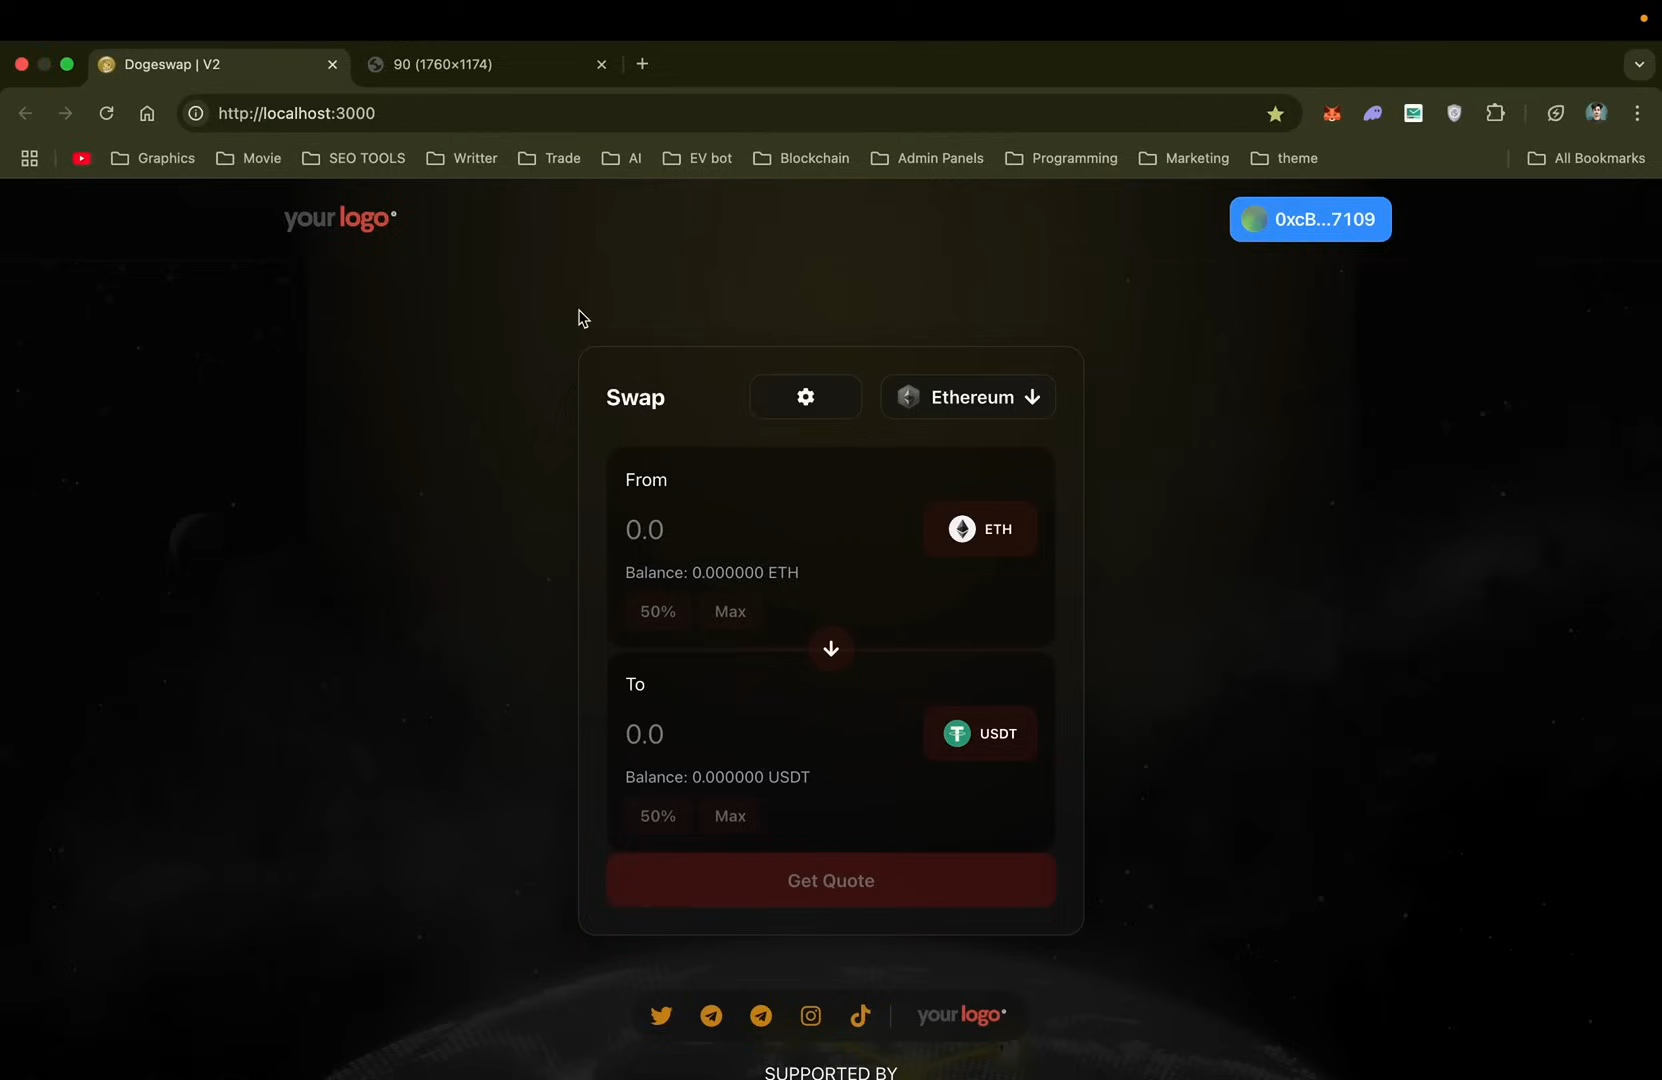 Dogeswap | V2
90 (1760×1174)
http://localhost:3000
Graphics
Movie
SEO TOOLS
Writter
Trade
AI
EV bot
Blockchain
Admin Panels
Programming
Marketing
theme
All Bookmarks
your logo
0xcB...7109
Swap
Ethereum
From
0.0
ETH
Balance: 0.000000 ETH
50%
Max
To
0.0
USDT
Balance: 0.000000 USDT
50%
Max
Get Quote
your logo
SUPPORTED BY